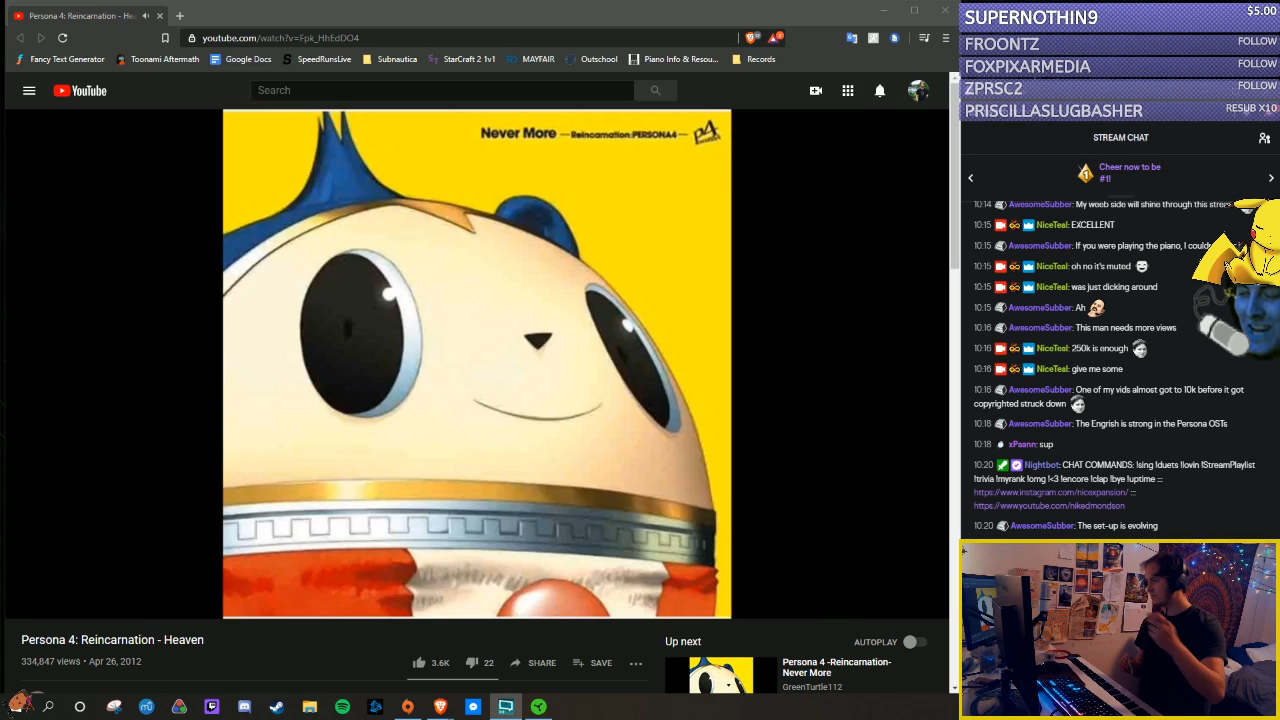 Persona 4: Reincarnation - He
youtube.com/watch?v=Fpk_HhEdDO4
Fancy Text Generator
Toonami Aftermath
Google Docs
SpeedRunsLive
Subnautica
StarCraft 2 1v1
MAYFAIR
Outschool
Piano Info & Resou...
Records
YouTube
Search
Never More —Reincarnation:PERSONA4— P4
Persona 4: Reincarnation - Heaven
334,847 views • Apr 26, 2012
3.6K
22
SHARE
SAVE
Up next
AUTOPLAY
Persona 4 -Reincarnation-
Never More
GreenTurtle112
SUPERNOTHIN9 $5.00
FROONTZ FOLLOW
FOXPIXARMEDIA FOLLOW
ZPRSC2 FOLLOW
PRISCILLASLUGBASHER RESUB X10
STREAM CHAT
Cheer now to be
#1!
10:14 AwesomeSubber: My weeb side will shine through this
10:15 NiceTeal: EXCELLENT
10:15 AwesomeSubber: If you were playing the piano, I
10:15 NiceTeal: oh no it's muted
10:15 NiceTeal: was just dicking around
10:15 AwesomeSubber: Ah
10:16 AwesomeSubber: This man needs more views
10:16 NiceTeal: 250k is enough
10:16 NiceTeal: give me some
10:16 AwesomeSubber: One of my vids almost got to 10k before it got
copyrighted struck down
10:18 AwesomeSubber: The Engrish is strong in the Persona OSTs
10:18 xPaann: sup
10:20 Nightbot: CHAT COMMANDS: !sing !duets !lovin !StreamPlaylist
!trivia !myrank !omg !<3 !encore !clap !bye !uptime :::
https://www.instagram.com/nicexpansion/ :::
https://www.youtube.com/nikedmondson
10:20 AwesomeSubber: The set-up is evolving